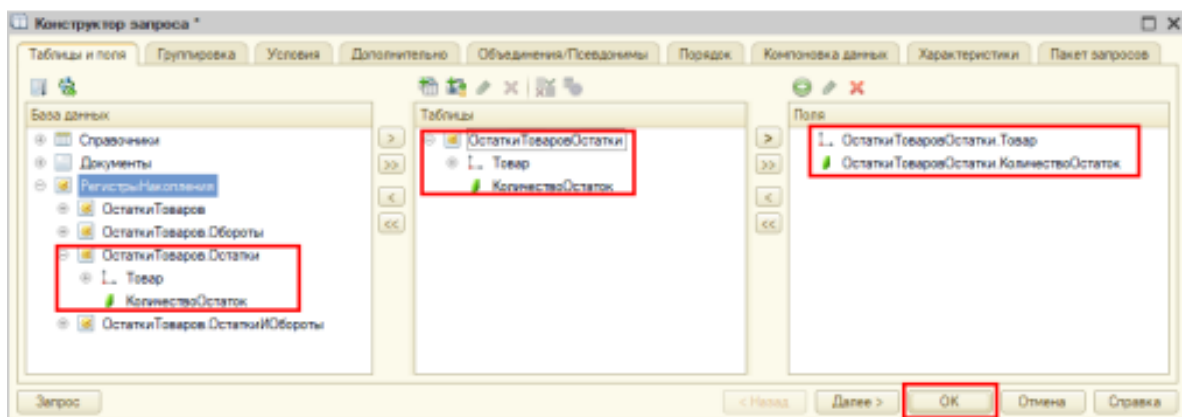 Конструктор запроса *
Таблицы и поля Группировка Условия Дополнительно Объединения/Псевдонимы Порядок Компоновка данных Характеристики Пакет запросов
База данных
Справочники
Документы
РегистрыНакопления
ОстаткиТоваров
ОстаткиТоваров.Обороты
ОстаткиТоваров.Остатки
Товар
КоличествоОстаток
ОстаткиТоваров.ОстаткиИОбороты
>
>>
<
<<
Таблицы
ОстаткиТоваровОстатки
Товар
КоличествоОстаток
>
>>
<
<<
Поля
ОстаткиТоваровОстатки.Товар
ОстаткиТоваровОстатки.КоличествоОстаток
Запрос < Назад Далее > ОК Отмена Справка